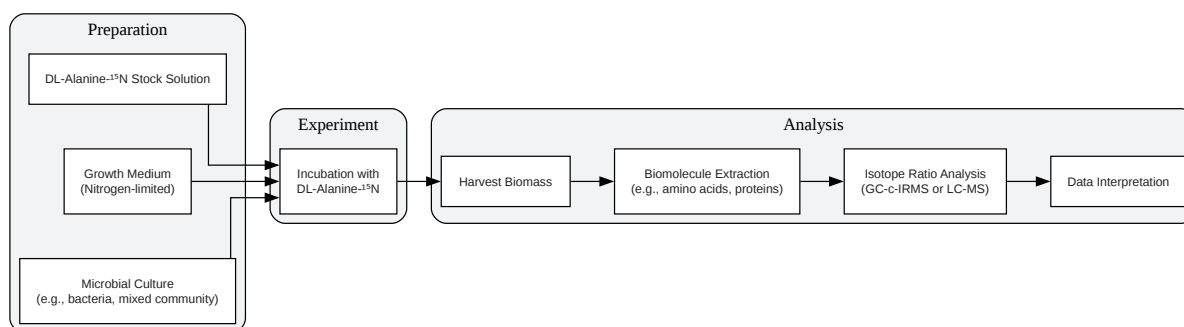 Preparation
DL-Alanine-¹⁵N Stock Solution
Growth Medium
(Nitrogen-limited)
Microbial Culture
(e.g., bacteria, mixed community)
Experiment
Incubation with
DL-Alanine-¹⁵N
Analysis
Harvest Biomass
Biomolecule Extraction
(e.g., amino acids, proteins)
Isotope Ratio Analysis
(GC-c-IRMS or LC-MS)
Data Interpretation